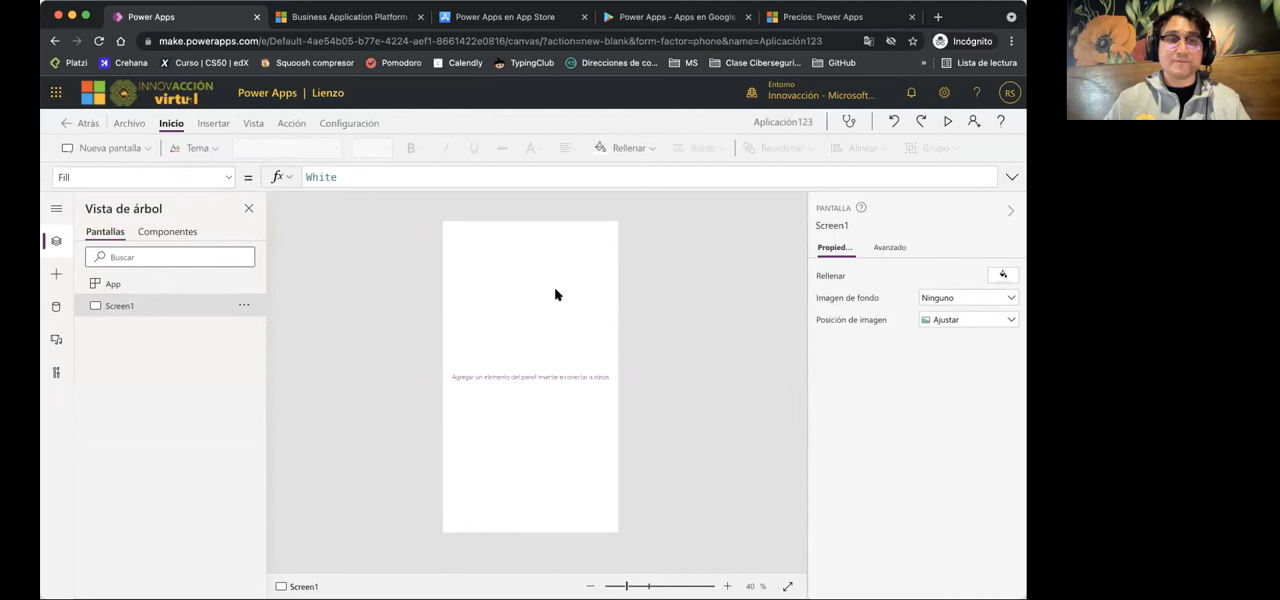 Power Apps
Business Application Platform
Power Apps en App Store
Power Apps - Apps en Google
Precios: Power Apps
make.powerapps.com/e/Default-4ae54b05-b77e-4224-aef1-8661422e0816/canvas/?action=new-blank&form-factor=phone&name=Aplicación123
Incógnito
Platzi
Crehana
Curso | CS50 | edX
Squoosh compresor
Pomodoro
Calendly
TypingClub
Direcciones de co...
MS
Clase Ciberseguri...
GitHub
»
Lista de lectura
INNOVACCIÓN
virtual
Power Apps | Lienzo
Entorno
Innovacción - Microsoft...
RS
Atrás
Archivo
Inicio
Insertar
Vista
Acción
Configuración
Aplicación123
Nueva pantalla
Tema
B
I
U
abc
A
Rellenar
Borde
Reordenar
Alinear
Grupo
Fill
=
fx
White
Vista de árbol
Pantallas
Componentes
Buscar
App
Screen1
...
Agregar un elemento del panel Insertar o conectar a datos
PANTALLA
Screen1
Propied...
Avanzado
Rellenar
Imagen de fondo
Ninguno
Posición de imagen
Ajustar
Screen1
40 %